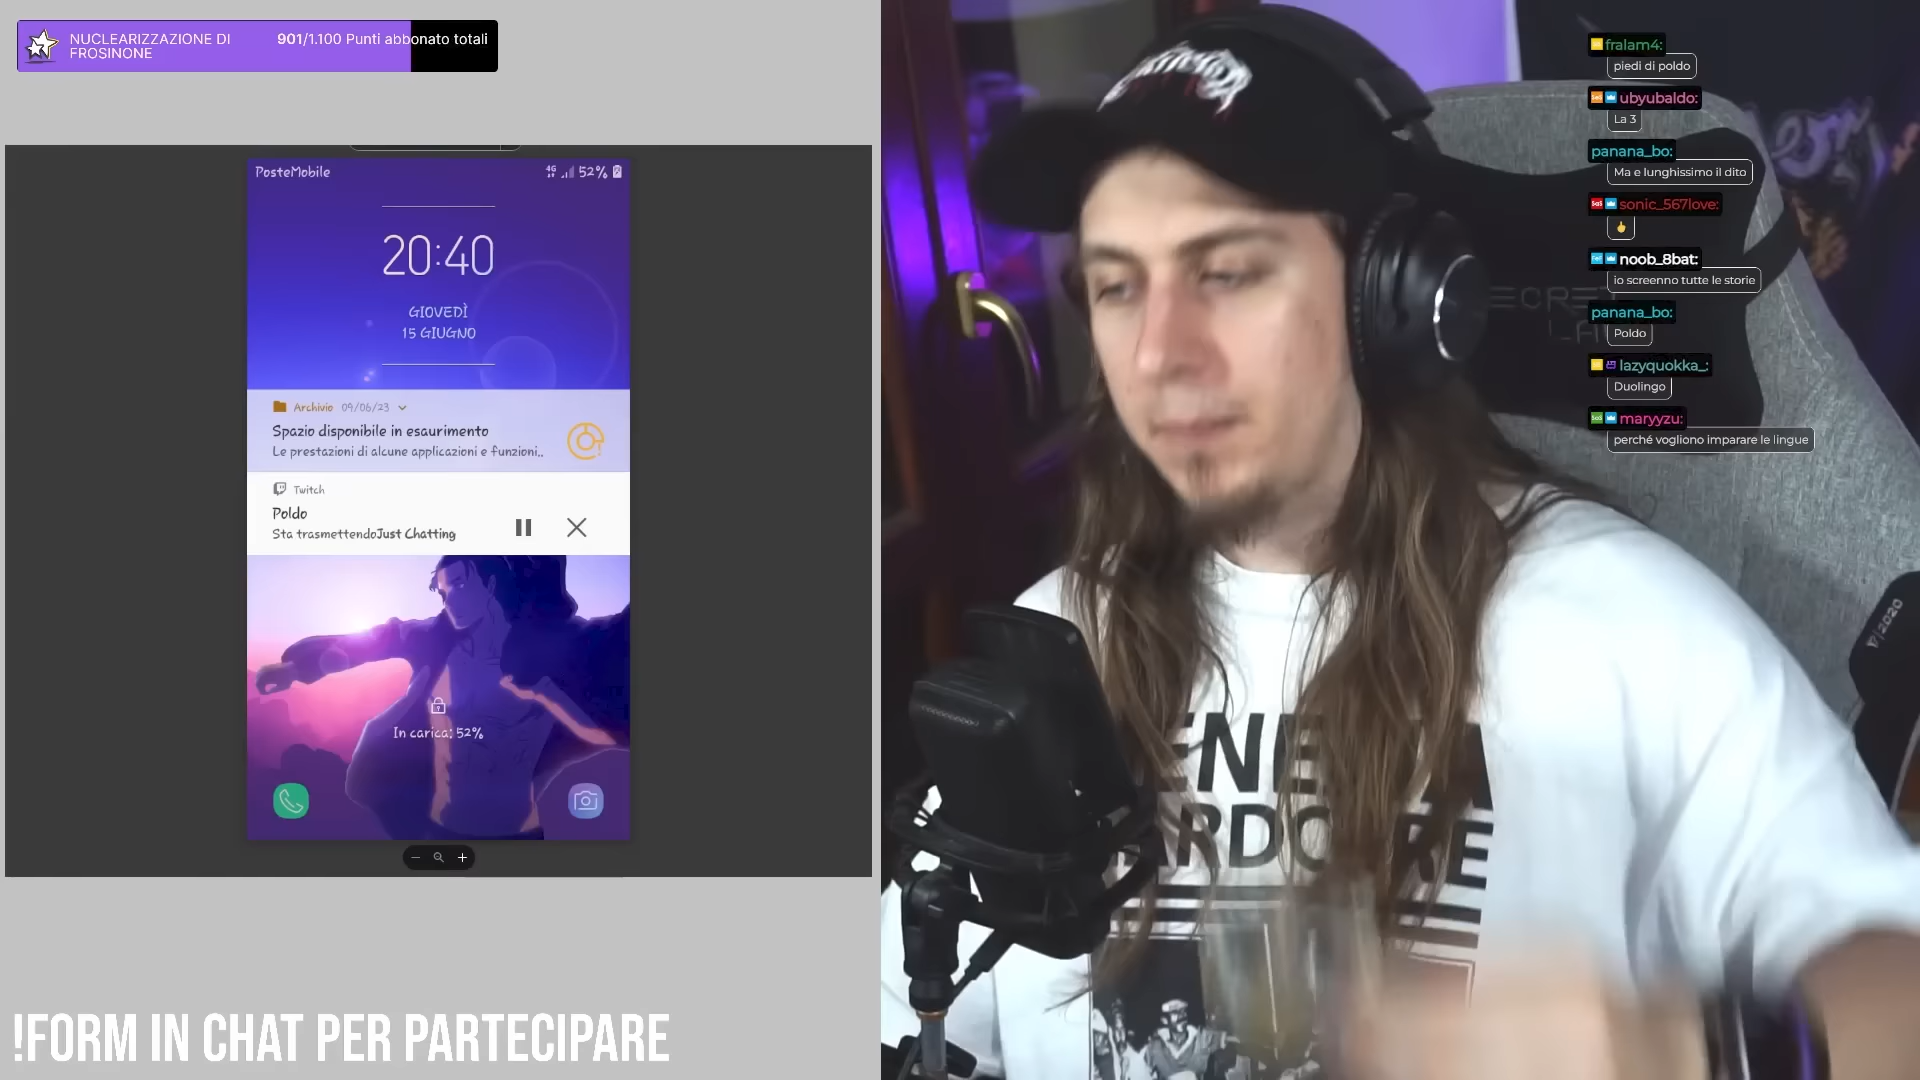 NUCLEARIZZAZIONE DI
FROSINONE
901/1.100 Punti abbonato totali
PosteMobile
4G 52%
20:40
GIOVEDÌ
15 GIUGNO
Archivio 09/06/23
Spazio disponibile in esaurimento
Le prestazioni di alcune applicazioni e funzioni..
Twitch
Poldo
Sta trasmettendoJust Chatting
In carica: 52%
!FORM IN CHAT PER PARTECIPARE
fralam4:
piedi di poldo
ubyubaldo:
La 3
panana_bo:
Ma e lunghissimo il dito
sonic_567love:
noob_8bat:
io screenno tutte le storie
panana_bo:
Poldo
lazyquokka_:
Duolingo
maryyzu:
perché vogliono imparare le lingue